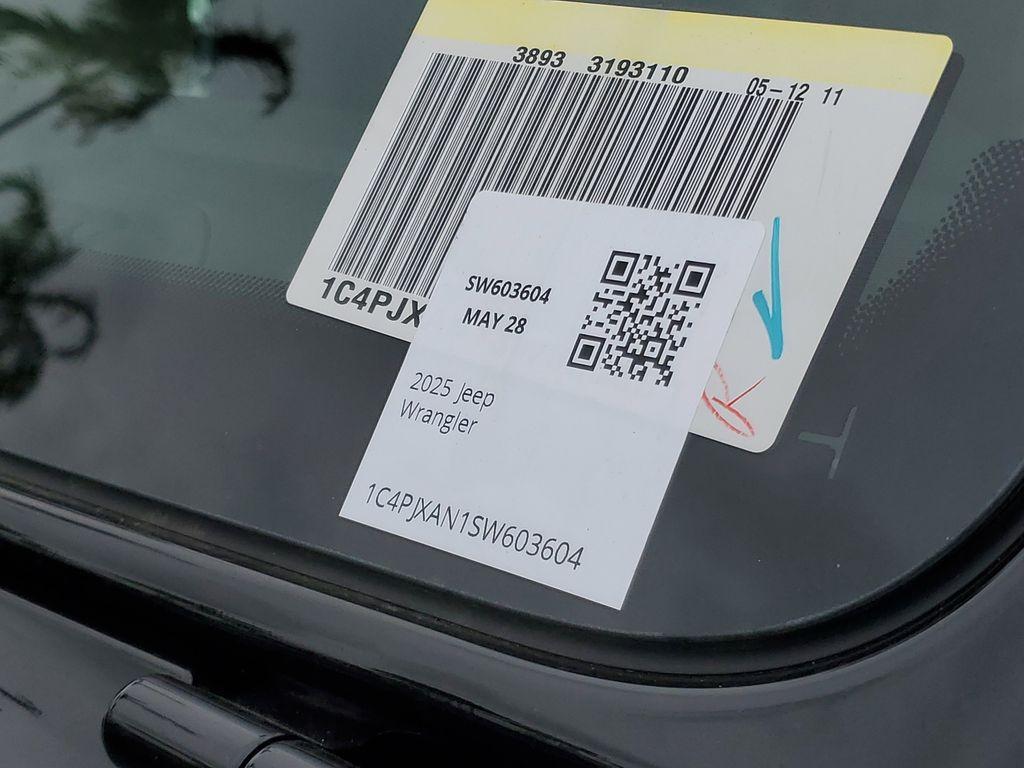 3893 3193110 05-12 11
1C4PJX
SW603604
MAY 28
2025 Jeep
Wrangler
1C4PJXAN1SW603604